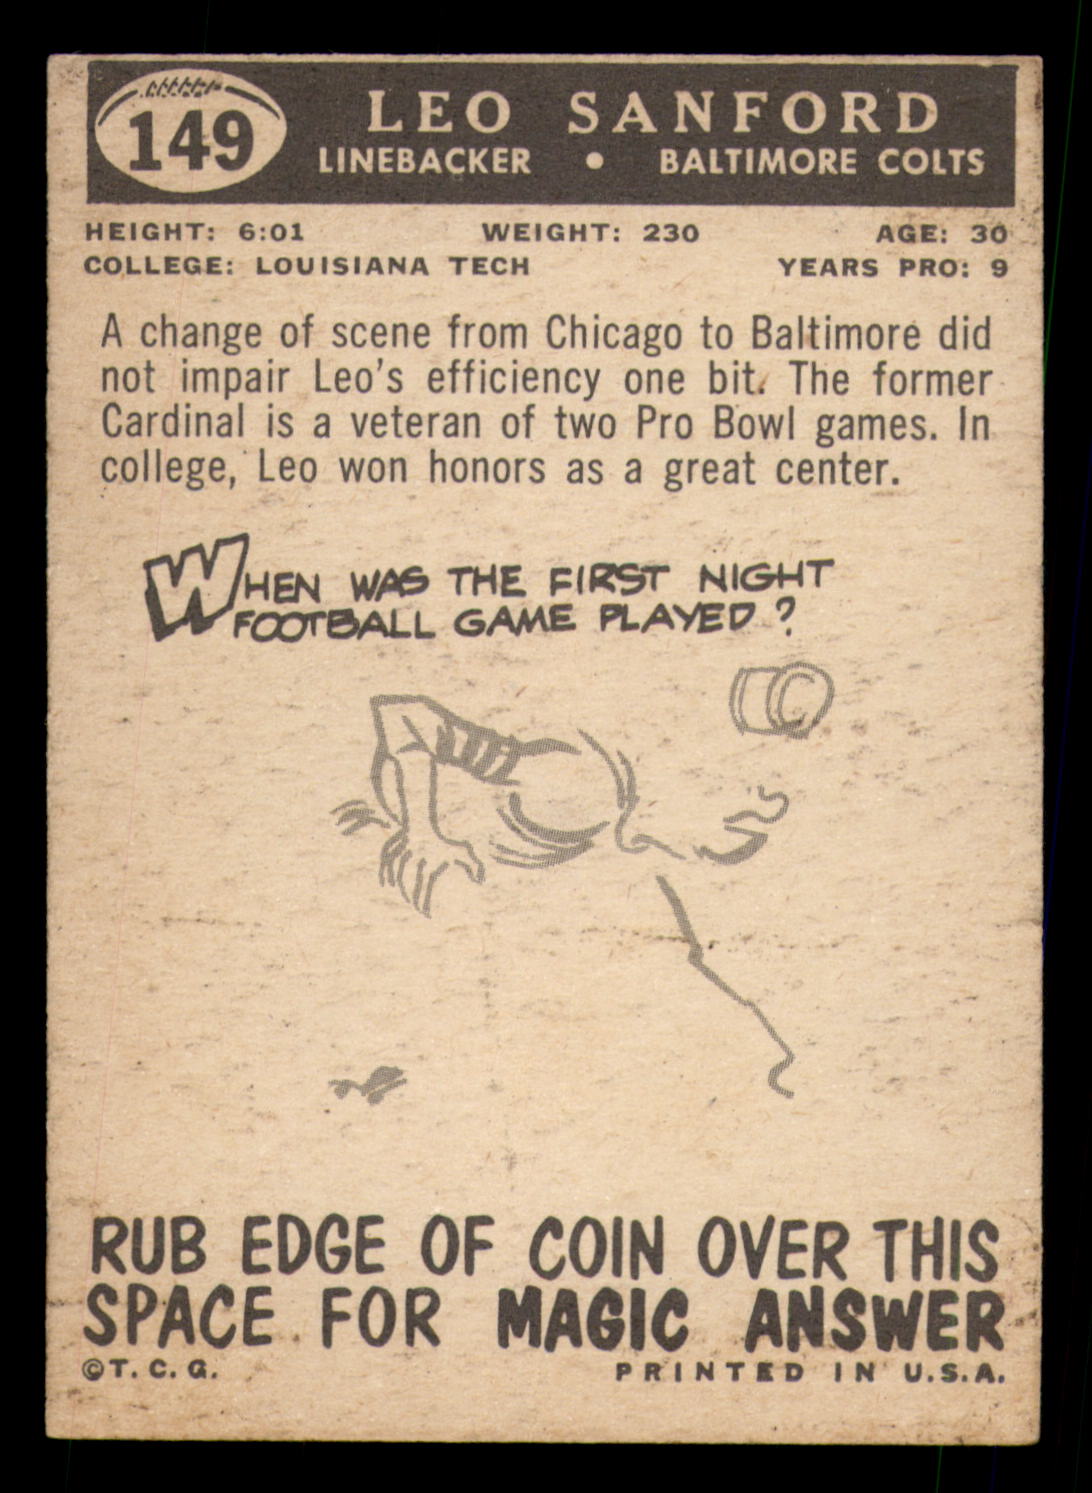 149
LEO SANFORD
LINEBACKER • BALTIMORE COLTS
HEIGHT: 6:01 WEIGHT: 230 AGE: 30
COLLEGE: LOUISIANA TECH YEARS PRO: 9
A change of scene from Chicago to Baltimore did
not impair Leo's efficiency one bit. The former
Cardinal is a veteran of two Pro Bowl games. In
college, Leo won honors as a great center.
WHEN WAS THE FIRST NIGHT
FOOTBALL GAME PLAYED?
RUB EDGE OF COIN OVER THIS
SPACE FOR MAGIC ANSWER
©T. C. G. PRINTED IN U.S.A.